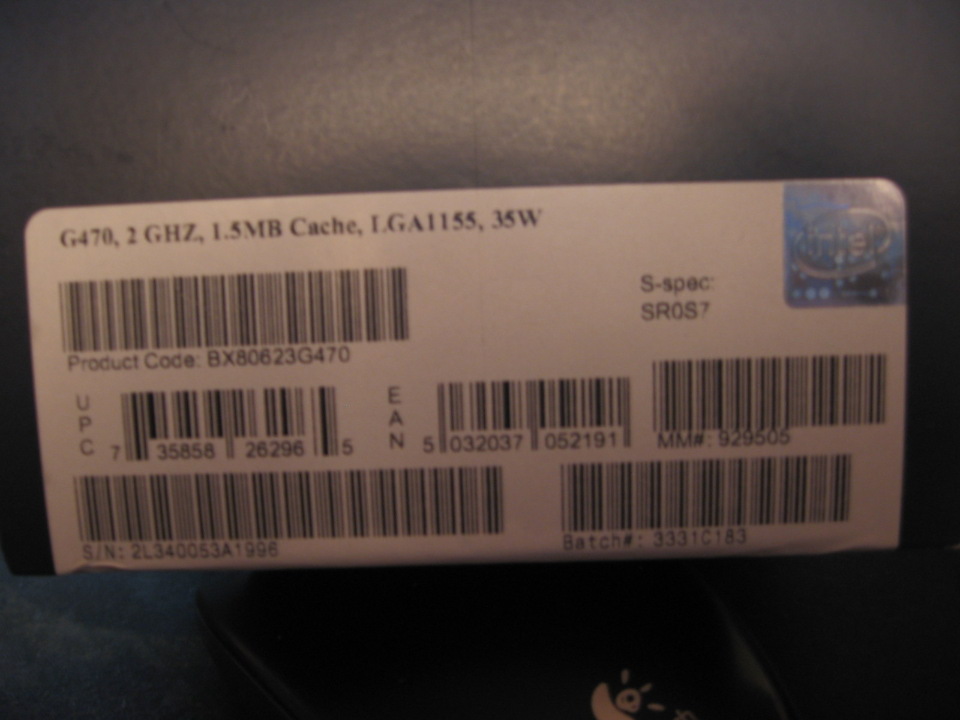 G470, 2 GHZ, 1.5MB Cache, LGA1155, 35W
intel
S-spec:
SR0S7
Product Code: BX80623G470
UPC 7 35858 26296 5
EAN 5 032037 052191
MM#: 929505
S/N: 2L340053A1996
Batch#: 3331C183